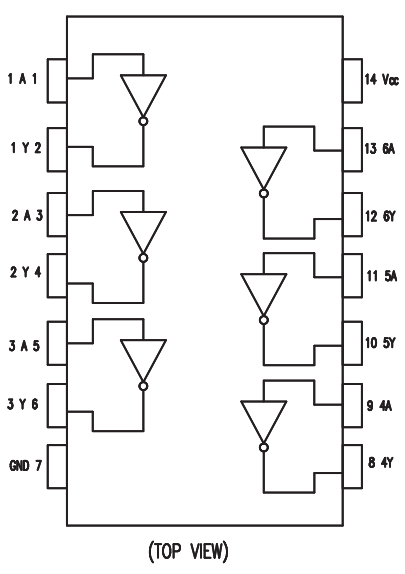 1 A 1
14 Vcc
1 Y 2
13 6A
2 A 3
12 6Y
2 Y 4
11 5A
3 A 5
10 5Y
3 Y 6
9 4A
GND 7
8 4Y
(TOP VIEW)